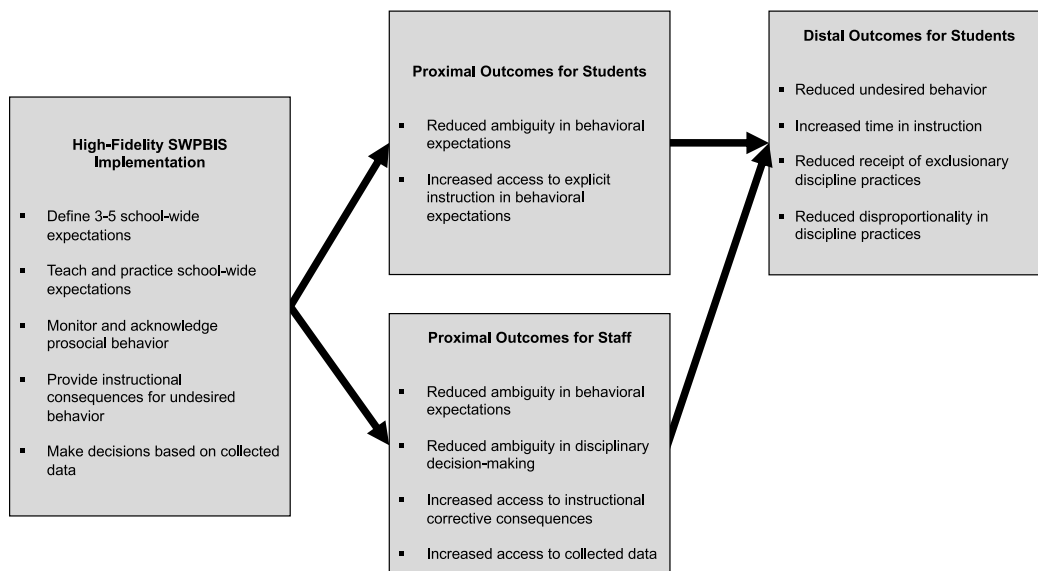 High-Fidelity SWPBIS
Implementation
▪ Define 3-5 school-wide
expectations
▪ Teach and practice school-wide
expectations
▪ Monitor and acknowledge
prosocial behavior
▪ Provide instructional
consequences for undesired
behavior
▪ Make decisions based on collected
data
Proximal Outcomes for Students
▪ Reduced ambiguity in behavioral
expectations
▪ Increased access to explicit
instruction in behavioral
expectations
Proximal Outcomes for Staff
▪ Reduced ambiguity in behavioral
expectations
▪ Reduced ambiguity in disciplinary
decision-making
▪ Increased access to instructional
corrective consequences
▪ Increased access to collected data
Distal Outcomes for Students
▪ Reduced undesired behavior
▪ Increased time in instruction
▪ Reduced receipt of exclusionary
discipline practices
▪ Reduced disproportionality in
discipline practices